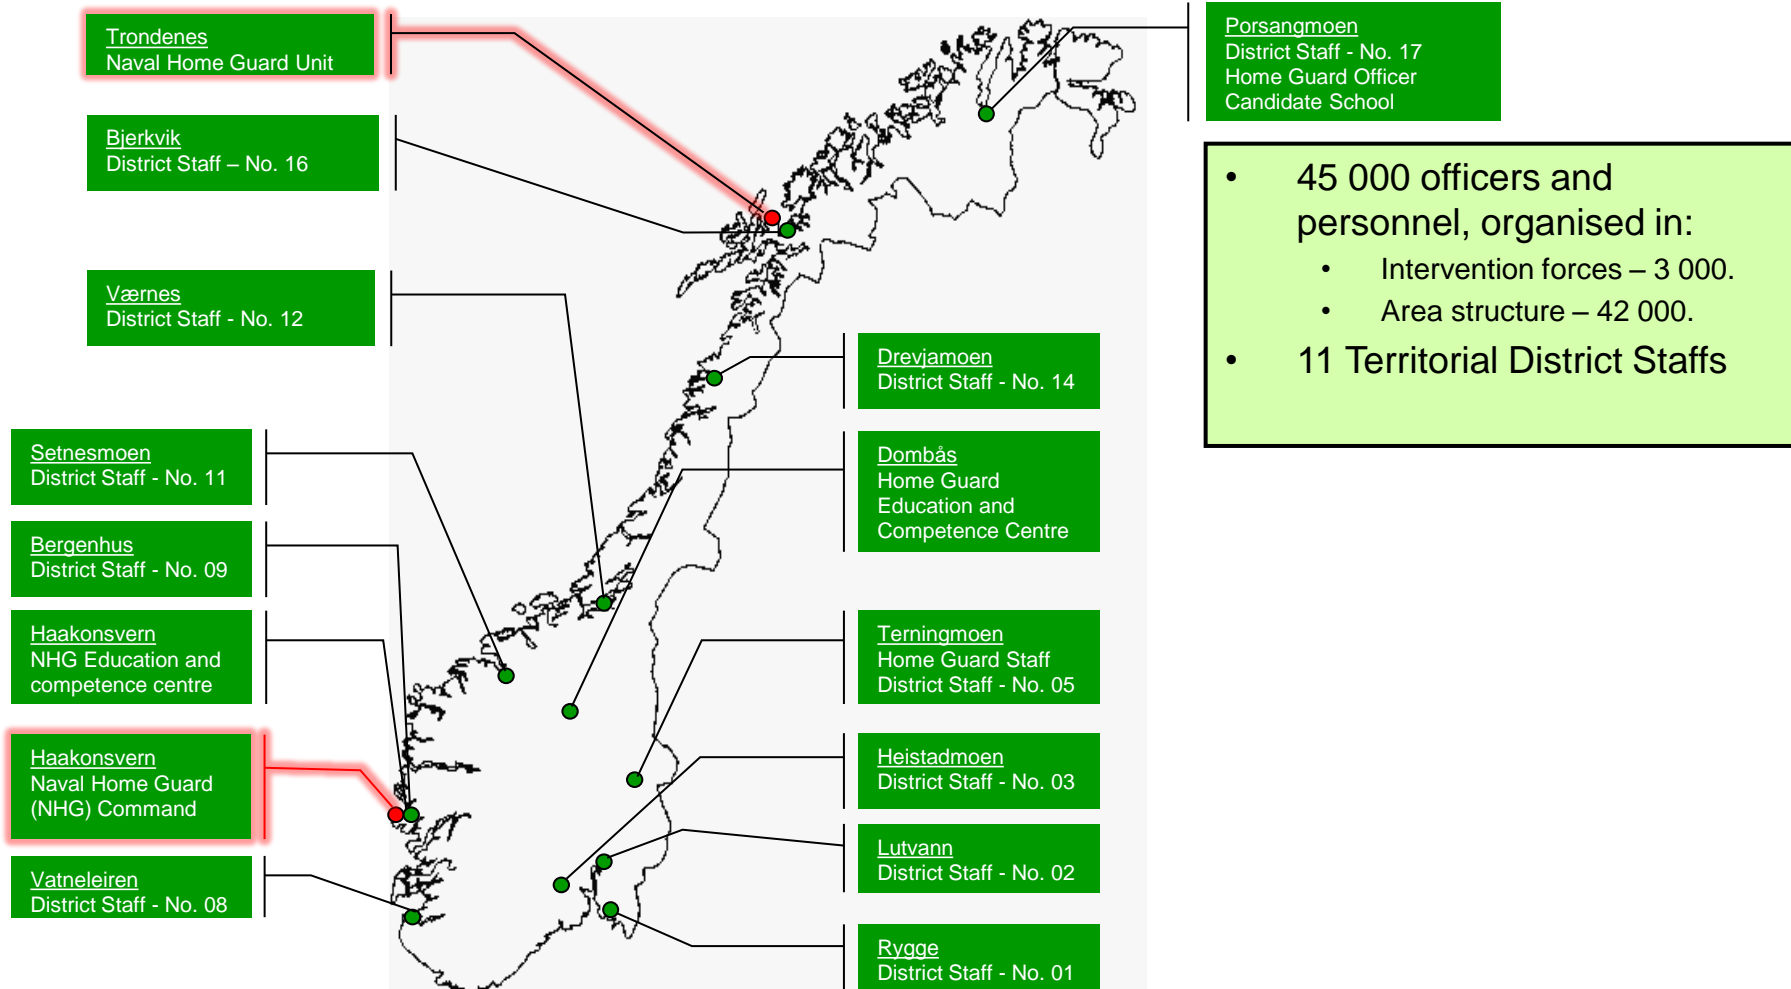 Trondenes
Naval Home Guard Unit
Bjerkvik
District Staff – No. 16
Værnes
District Staff - No. 12
Setnesmoen
District Staff - No. 11
Bergenhus
District Staff - No. 09
Haakonsvern
NHG Education and
competence centre
Haakonsvern
Naval Home Guard
(NHG) Command
Vatneleiren
District Staff - No. 08
Drevjamoen
District Staff - No. 14
Dombås
Home Guard
Education and
Competence Centre
Terningmoen
Home Guard Staff
District Staff - No. 05
Heistadmoen
District Staff - No. 03
Lutvann
District Staff - No. 02
Rygge
District Staff - No. 01
Porsangmoen
District Staff - No. 17
Home Guard Officer
Candidate School
• 45 000 officers and
personnel, organised in:
• Intervention forces – 3 000.
• Area structure – 42 000.
• 11 Territorial District Staffs